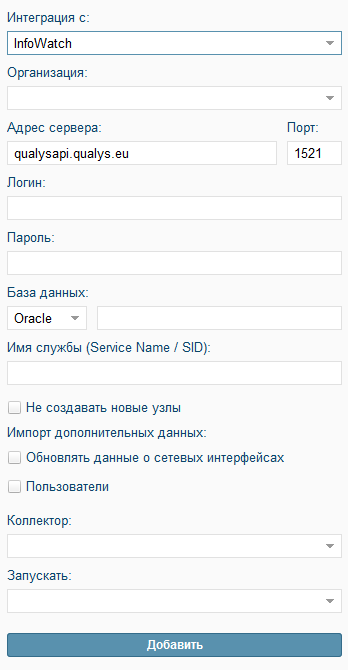 Интеграция с:
InfoWatch
Организация:
Адрес сервера: Порт:
qualysapi.qualys.eu 1521
Логин:
Пароль:
База данных:
Oracle
Имя службы (Service Name / SID):
Не создавать новые узлы
Импорт дополнительных данных:
Обновлять данные о сетевых интерфейсах
Пользователи
Коллектор:
Запускать:
Добавить